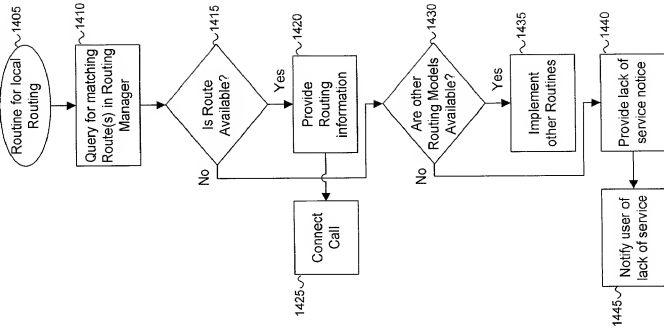 1405
Routine for local
Routing
1410
Query for matching
Route(s) in Routing
Manager
1415
Is Route
Available?
Yes
No
1420
Provide
Routing
information
1425
Connect
Call
1430
Are other
Routing Models
Available?
Yes
No
1435
Implement
other Routines
1440
Provide lack of
service notice
1445
Notify user of
lack of service